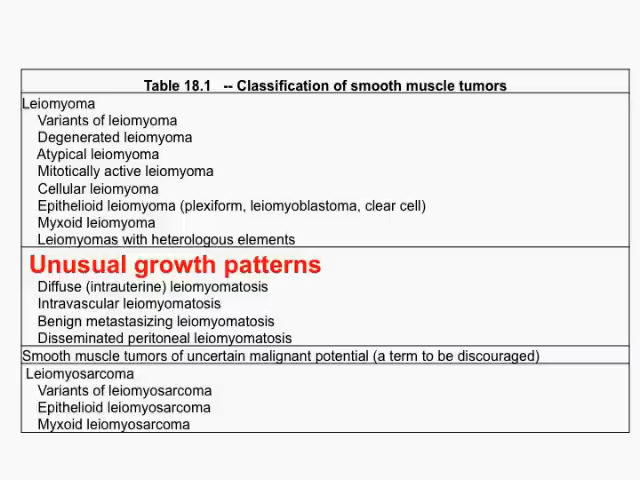 Table 18.1 -- Classification of smooth muscle tumors
Leiomyoma
Variants of leiomyoma
Degenerated leiomyoma
Atypical leiomyoma
Mitotically active leiomyoma
Cellular leiomyoma
Epithelioid leiomyoma (plexiform, leiomyoblastoma, clear cell)
Myxoid leiomyoma
Leiomyomas with heterologous elements
Unusual growth patterns
Diffuse (intrauterine) leiomyomatosis
Intravascular leiomyomatosis
Benign metastasizing leiomyomatosis
Disseminated peritoneal leiomyomatosis
Smooth muscle tumors of uncertain malignant potential (a term to be discouraged)
Leiomyosarcoma
Variants of leiomyosarcoma
Epithelioid leiomyosarcoma
Myxoid leiomyosarcoma